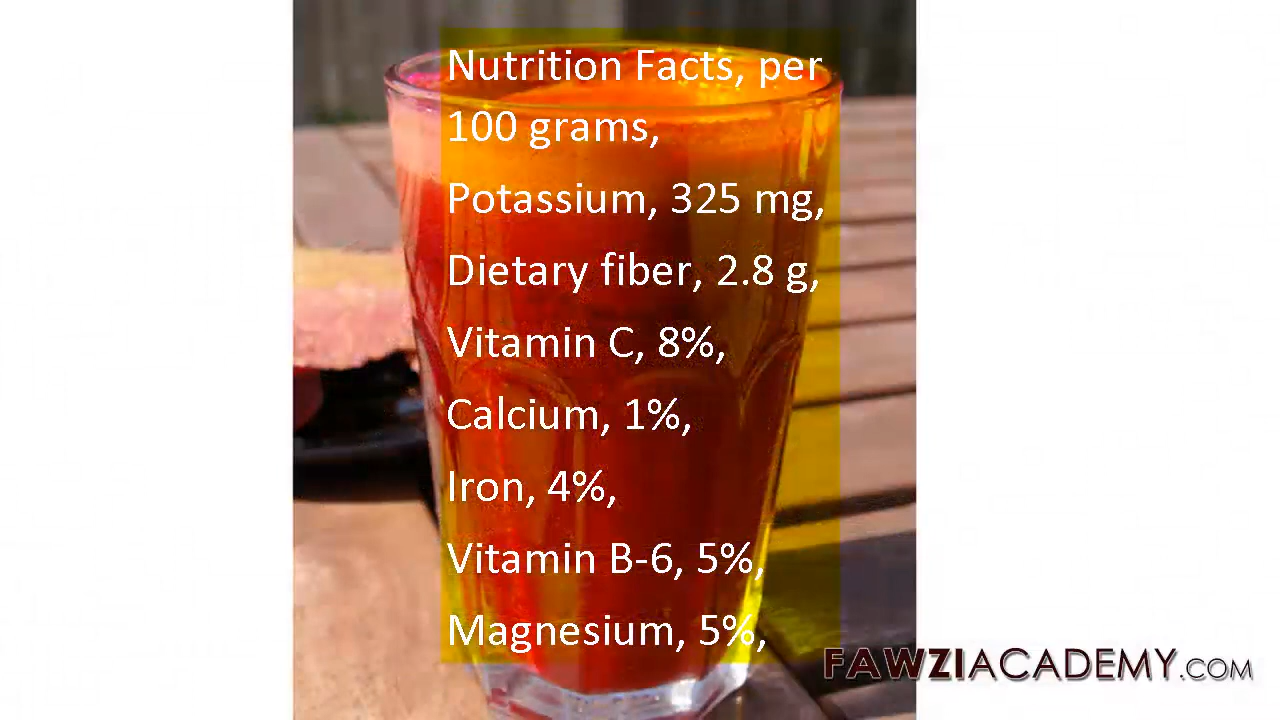 Nutrition Facts, per
100 grams,
Potassium, 325 mg,
Dietary fiber, 2.8 g,
Vitamin C, 8%,
Calcium, 1%,
Iron, 4%,
Vitamin B-6, 5%,
Magnesium, 5%,
FAWZIACADEMY.COM